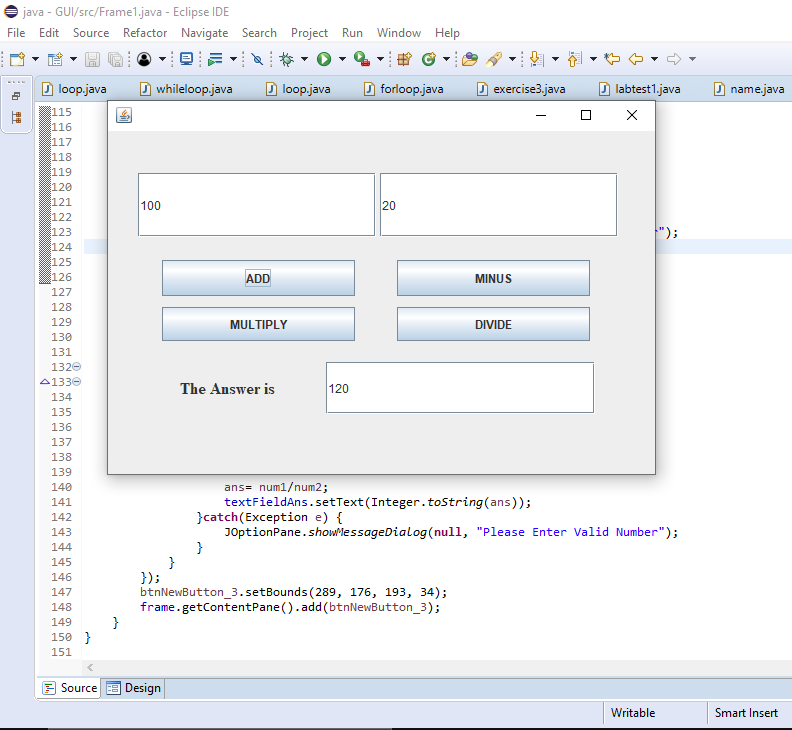 java - GUI/src/Frame1.java - Eclipse IDE
File Edit Source Refactor Navigate Search Project Run Window Help
loop.java whileloop.java loop.java forloop.java exercise3.java labtest1.java name.java
115
116
117
118
119
120
121
122
123 ");
124
125
126
127
128
129
130
131
132
133
134
135
136
137
138
139
100 20
ADD MINUS
MULTIPLY DIVIDE
The Answer is 120
140 ans= num1/num2;
141 textFieldAns.setText(Integer.toString(ans));
142 }catch(Exception e) {
143 JOptionPane.showMessageDialog(null, "Please Enter Valid Number");
144 }
145 }
146 });
147 btnNewButton_3.setBounds(289, 176, 193, 34);
148 frame.getContentPane().add(btnNewButton_3);
149 }
150 }
151
Source Design
Writable Smart Insert